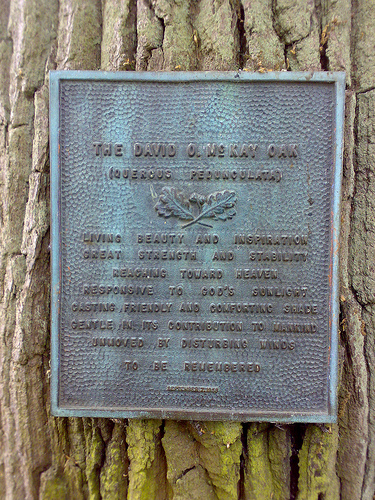 THE DAVID O. McKAY OAK
(QUERCUS PEDUNCULATA)
LIVING BEAUTY AND INSPIRATION
GREAT STRENGTH AND STABILITY
REACHING TOWARD HEAVEN
RESPONSIVE TO GOD'S SUNLIGHT
CASTING FRIENDLY AND COMFORTING SHADE
GENTLE IN ITS CONTRIBUTION TO MANKIND
UNMOVED BY DISTURBING WINDS
TO BE REMEMBERED